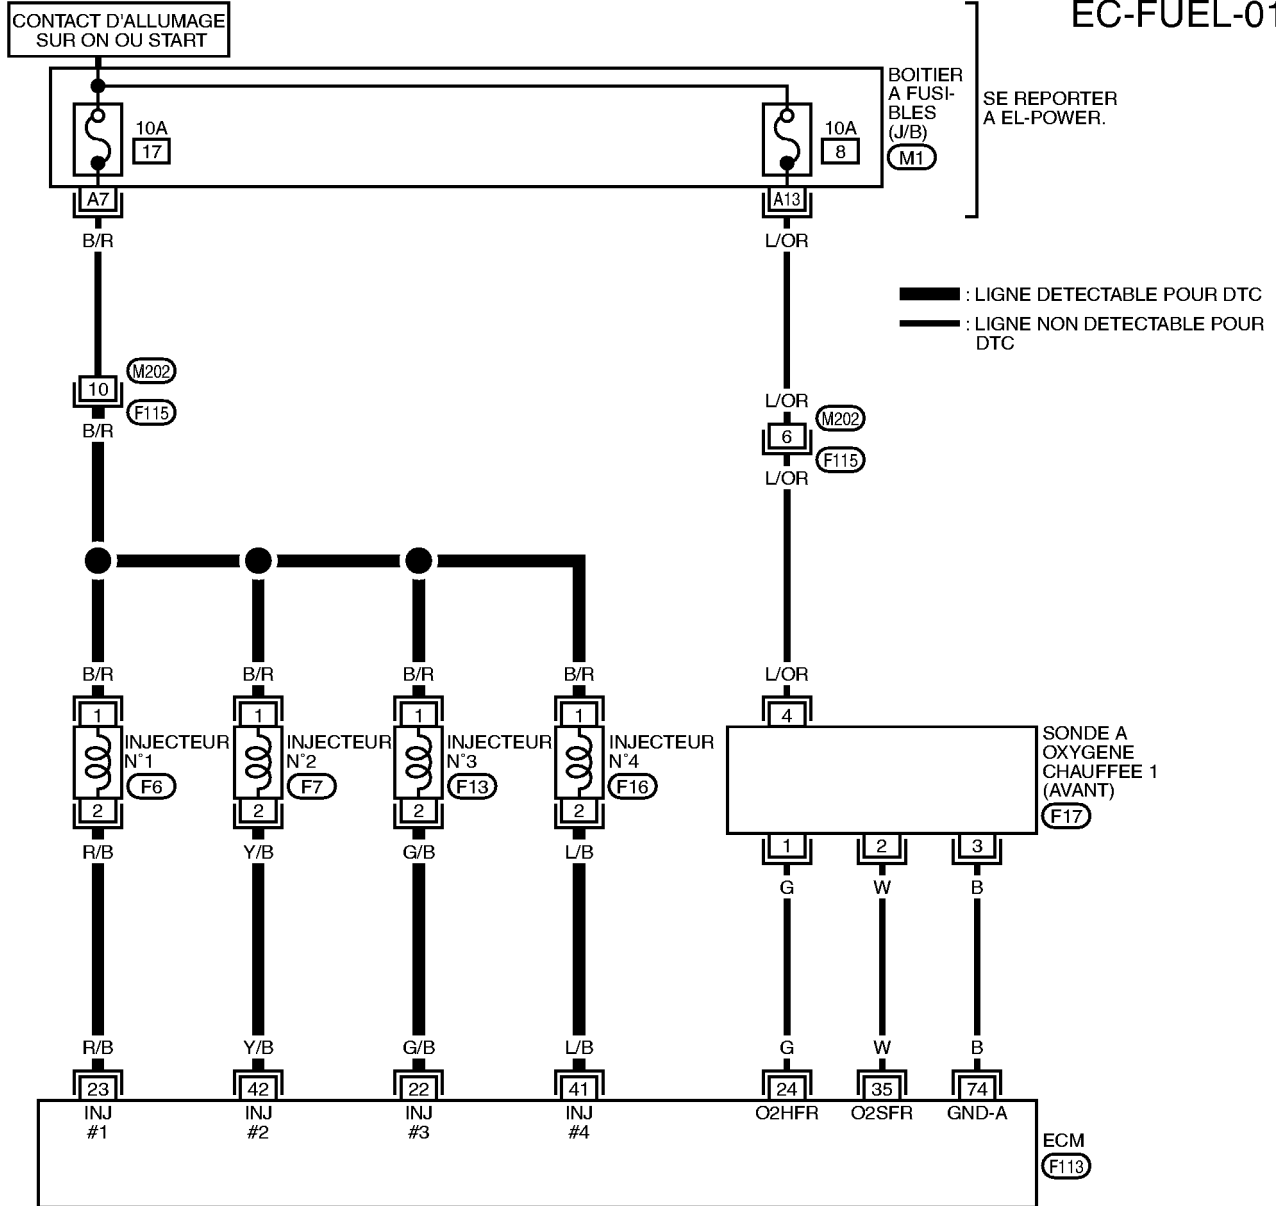 EC-FUEL-01
CONTACT D'ALLUMAGE
SUR ON OU START
BOITIER
A FUSI-
BLES
(J/B)
M1
SE REPORTER
A EL-POWER.
10A
17
10A
8
A7
A13
B/R
L/OR
: LIGNE DETECTABLE POUR DTC
: LIGNE NON DETECTABLE POUR
DTC
10
M202
F115
B/R
L/OR
6
M202
F115
L/OR
B/R
B/R
B/R
B/R
L/OR
1
1
1
1
4
INJECTEUR
N°1
F6
INJECTEUR
N°2
F7
INJECTEUR
N°3
F13
INJECTEUR
N°4
F16
SONDE A
OXYGENE
CHAUFFEE 1
(AVANT)
F17
2
2
2
2
1
2
3
R/B
Y/B
G/B
L/B
G
W
B
R/B
Y/B
G/B
L/B
G
W
B
23
42
22
41
24
35
74
INJ
#1
INJ
#2
INJ
#3
INJ
#4
O2HFR
O2SFR
GND-A
ECM
F113